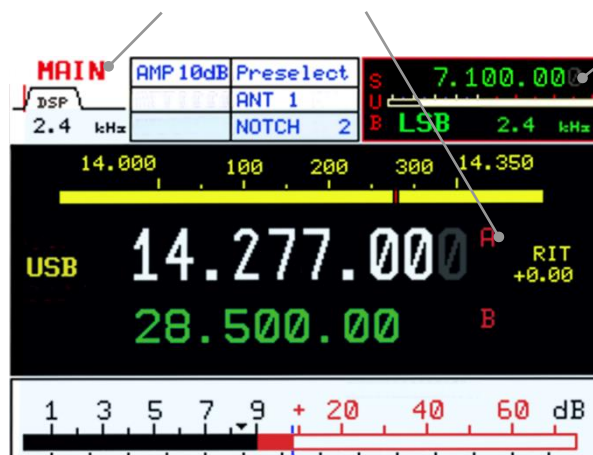 MAIN
AMP 10dB Preselect
DSP
ANT 1
2.4 kHz
NOTCH 2
SUB
7.100.000
LSB 2.4 kHz
14.000 100 200 300 14.350
USB 14.277.000 A
RIT
+0.00
28.500.00 B
1 3 5 7 9 + 20 40 60 dB